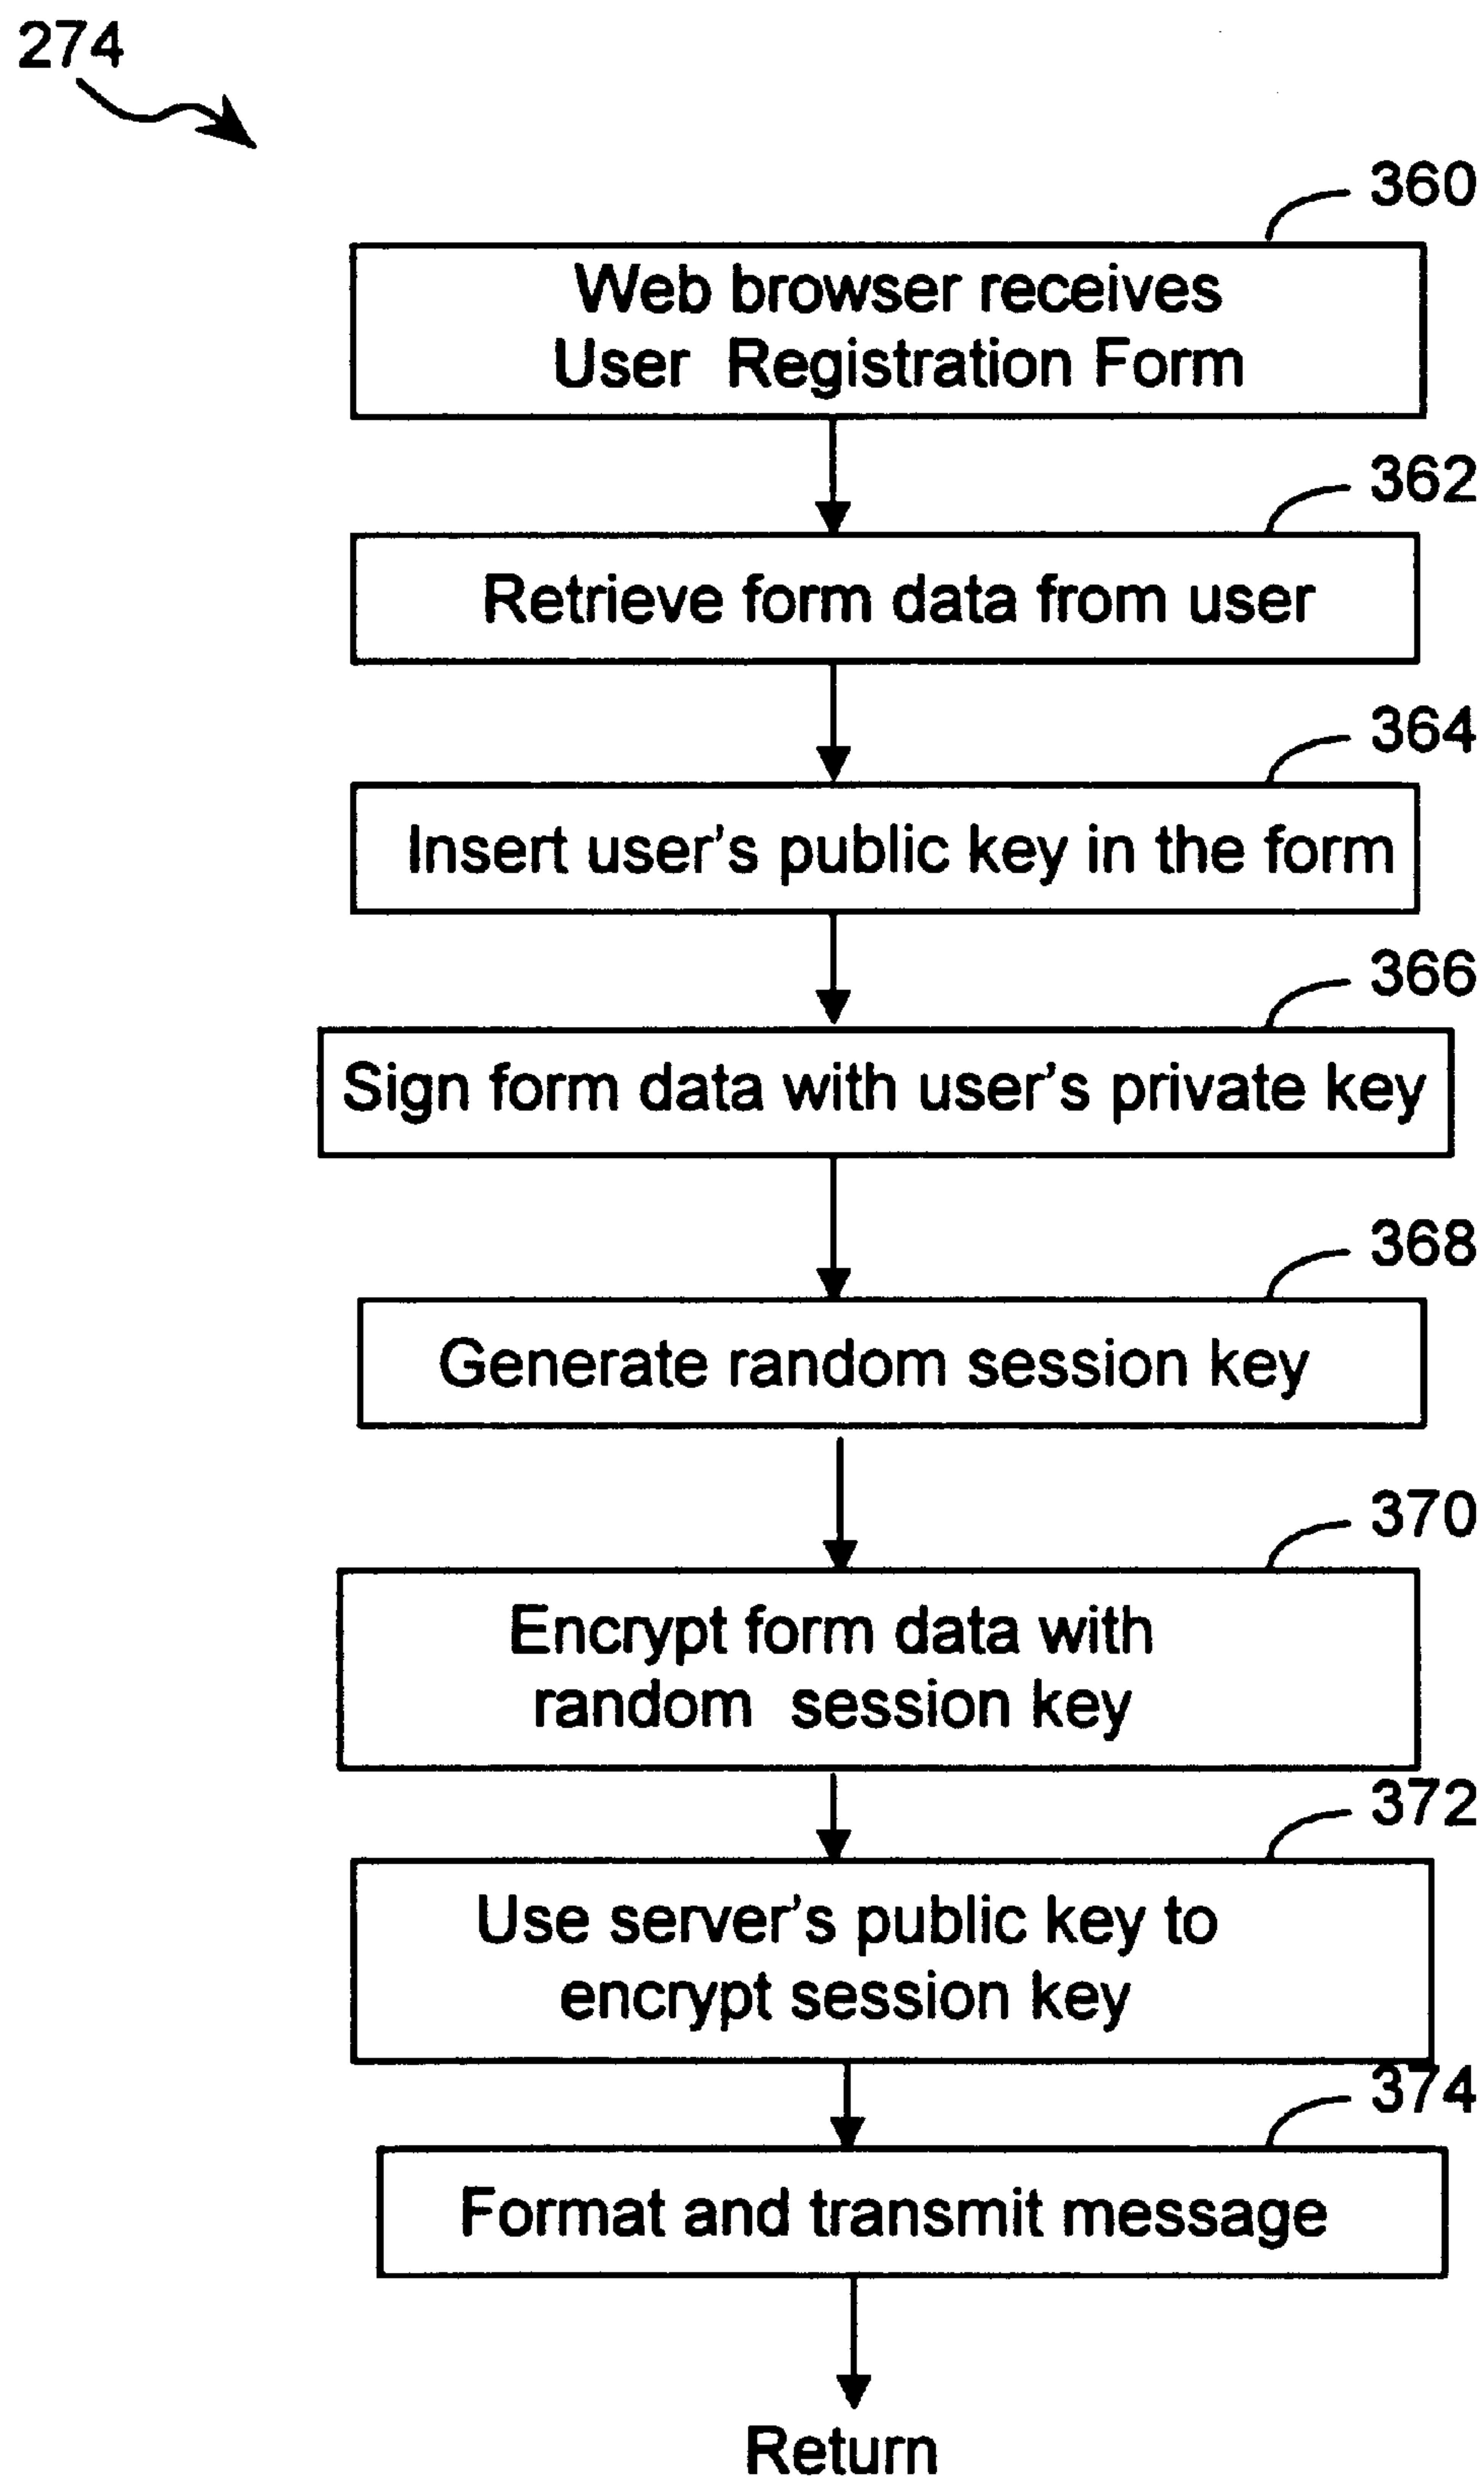 274
360
Web browser receives
User Registration Form
362
Retrieve form data from user
364
Insert user's public key in the form
366
Sign form data with user's private key
368
Generate random session key
370
Encrypt form data with
random session key
372
Use server's public key to
encrypt session key
374
Format and transmit message
Return